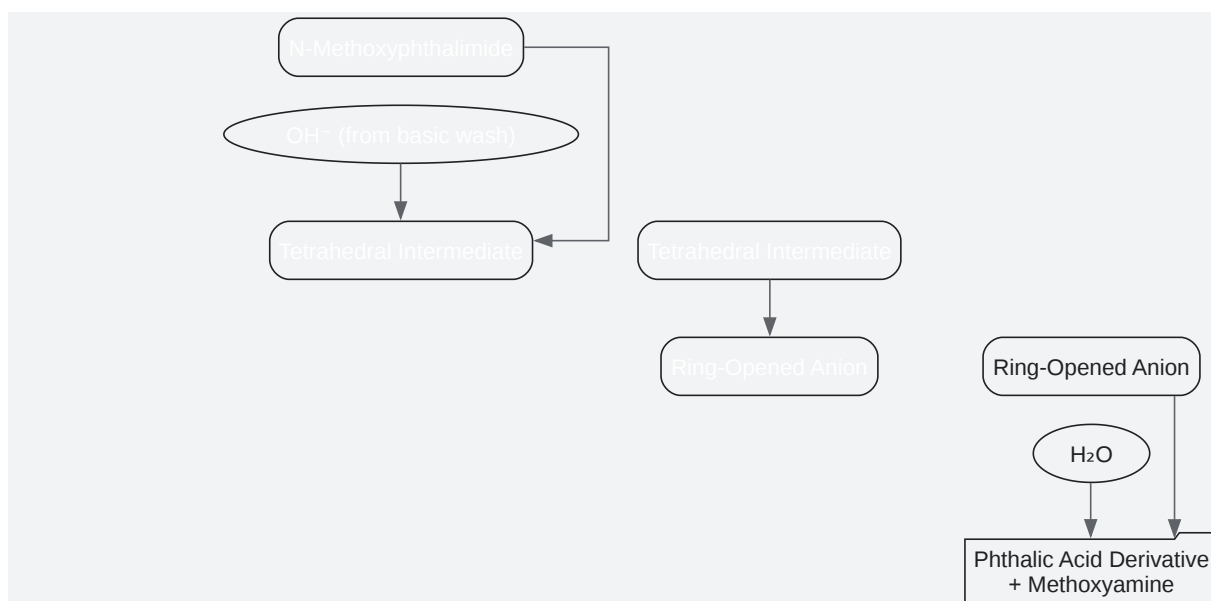 N-Methoxyphthalimide
OH⁻ (from basic wash)
Tetrahedral Intermediate
Tetrahedral Intermediate
Ring-Opened Anion
Ring-Opened Anion
H₂O
Phthalic Acid Derivative
+ Methoxyamine